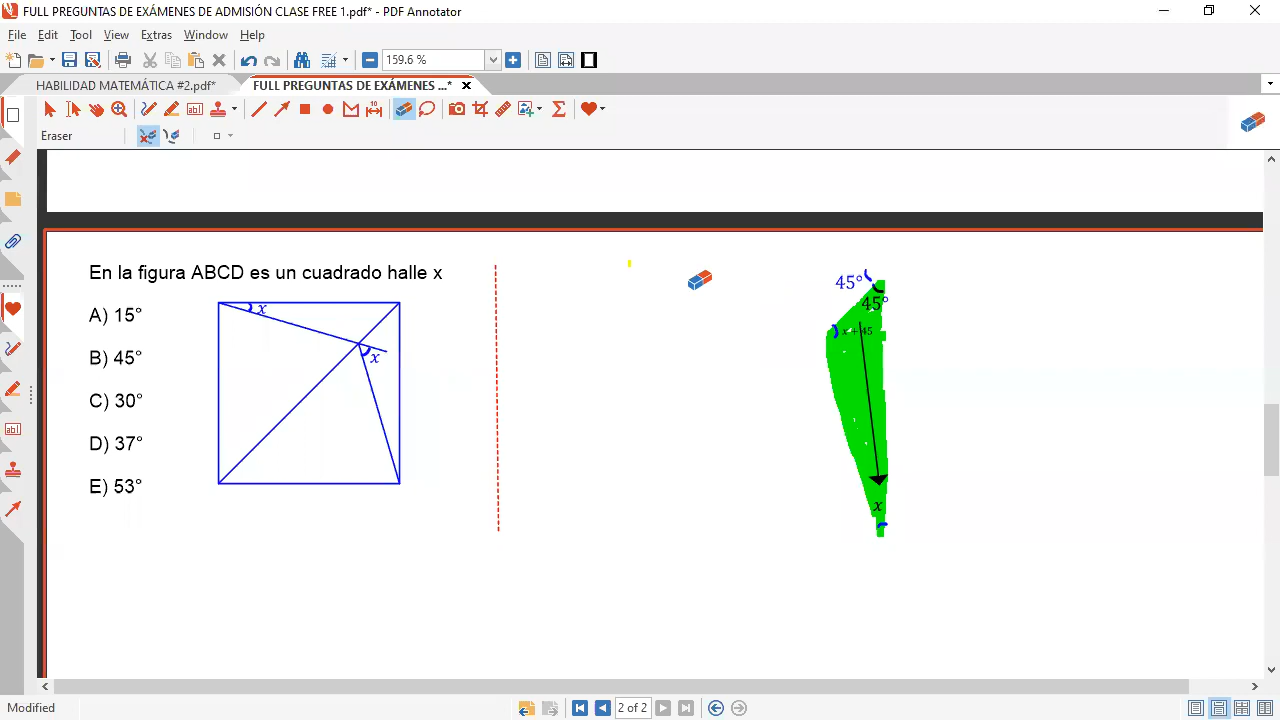 FULL PREGUNTAS DE EXÁMENES DE ADMISIÓN CLASE FREE 1.pdf* - PDF Annotator
File Edit Tool View Extras Window Help
159.6 %
HABILIDAD MATEMÁTICA #2.pdf* FULL PREGUNTAS DE EXÁMENES ...*
Eraser
En la figura ABCD es un cuadrado halle x
A) 15°
B) 45°
C) 30°
D) 37°
E) 53°
x
x
45°
45°
x + 45
x
Modified
2 of 2